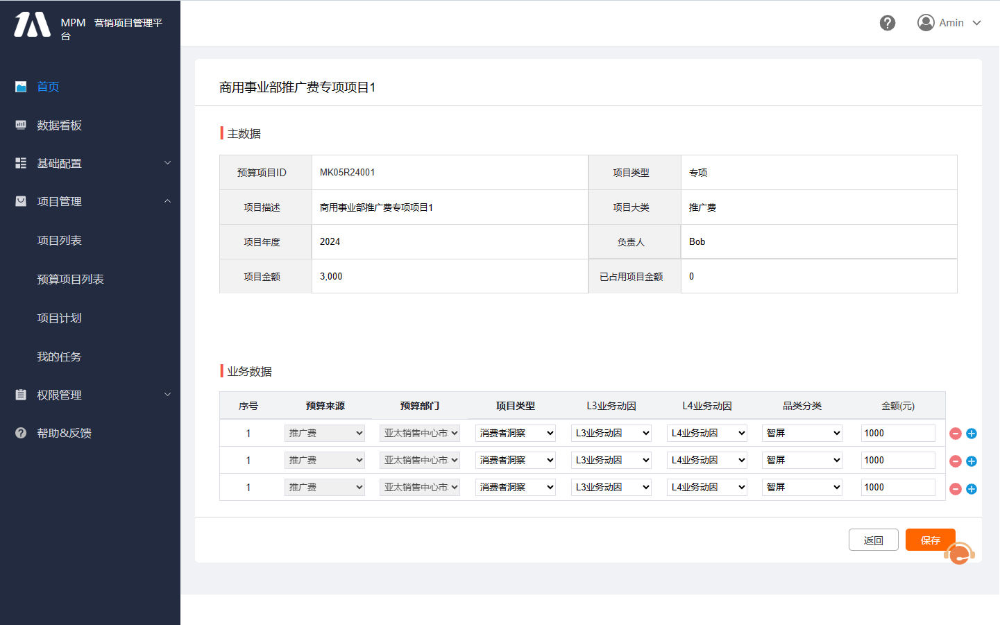 MPM 营销项目管理平
台
Amin
首页
数据看板
基础配置
项目管理
项目列表
预算项目列表
项目计划
我的任务
权限管理
帮助&反馈
商用事业部推广费专项项目1
主数据
预算项目ID MK05R24001 项目类型 专项
项目描述 商用事业部推广费专项项目1 项目大类 推广费
项目年度 2024 负责人 Bob
项目金额 3,000 已占用项目金额 0
业务数据
序号 预算来源 预算部门 项目类型 L3业务动因 L4业务动因 品类分类 金额(元)
1 推广费 亚太销售中心市 消费者洞察 L3业务动因 L4业务动因 智屏 1000
1 推广费 亚太销售中心市 消费者洞察 L3业务动因 L4业务动因 智屏 1000
1 推广费 亚太销售中心市 消费者洞察 L3业务动因 L4业务动因 智屏 1000
返回 保存